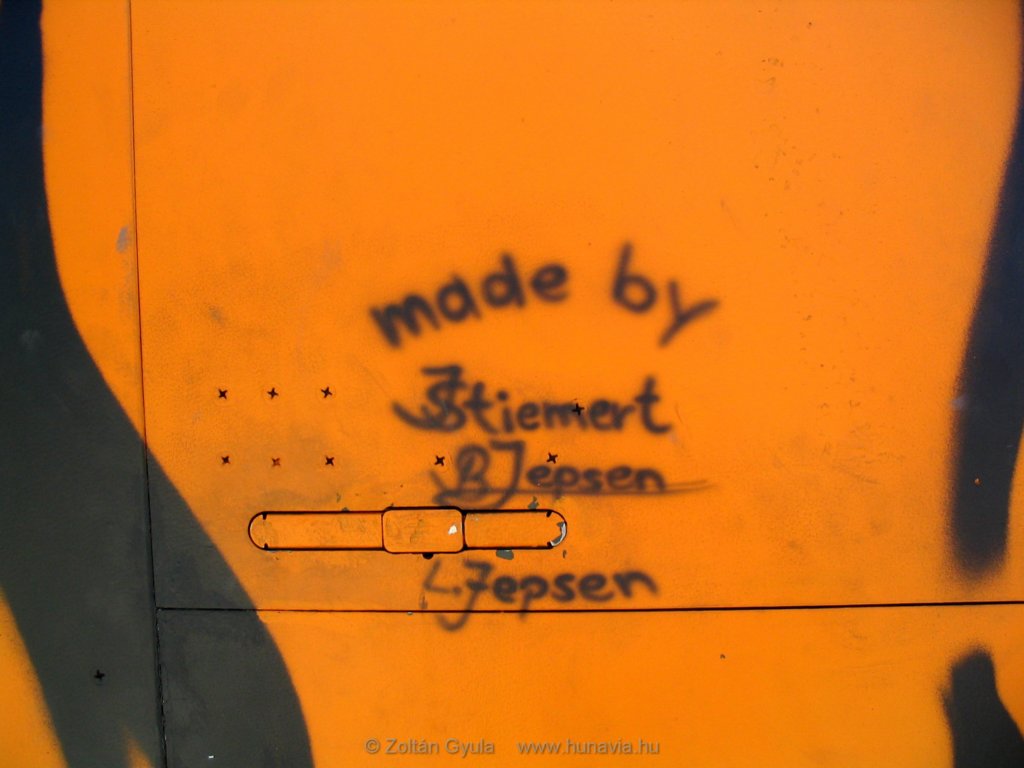 made by
J Stiemert
B Jepsen
L. Jepsen
© Zoltán Gyula www.hunavia.hu